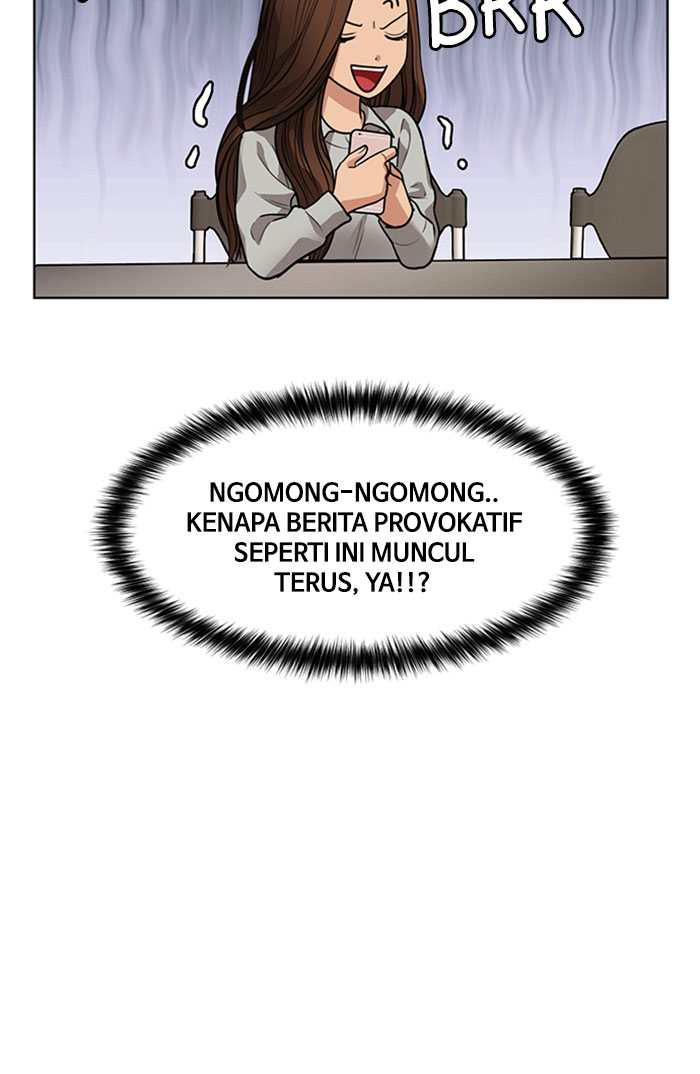 BRR
NGOMONG-NGOMONG..
KENAPA BERITA PROVOKATIF
SEPERTI INI MUNCUL
TERUS, YA!!?